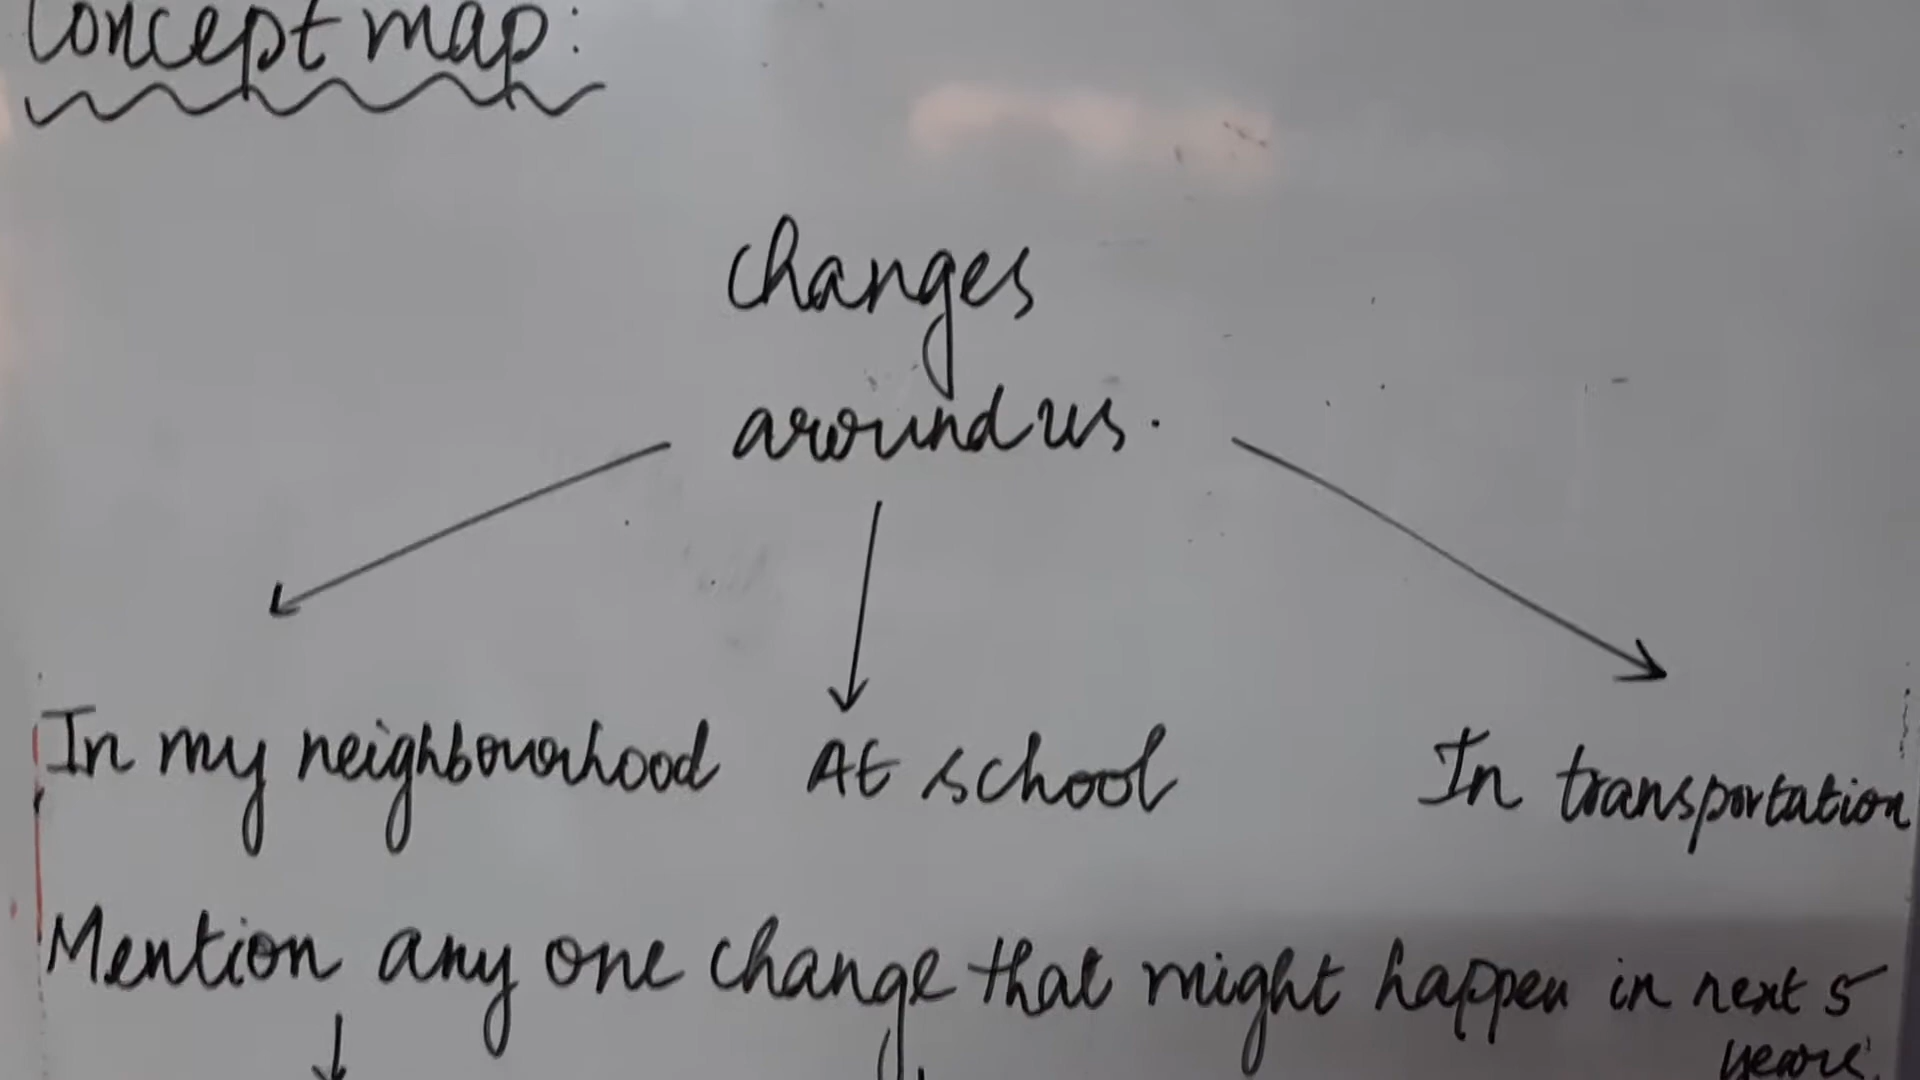 Concept map:
Changes
around us.
In my neighbourhood At school In transportation
Mention any one change that might happen in next 5
years.